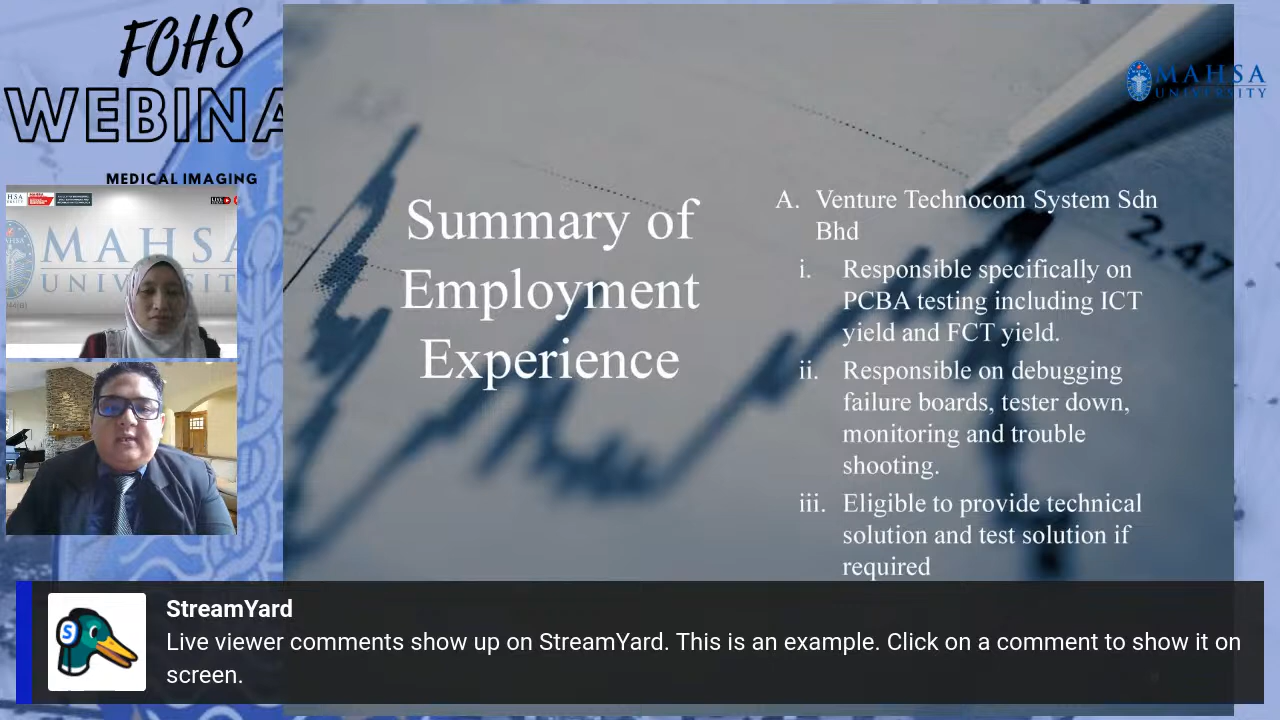 FOHS
WEBINA
MEDICAL IMAGING
MAHSA
UNIVERSITY
MAHSA
UNIVERSITY
Summary of
Employment
Experience
A. Venture Technocom System Sdn
Bhd
i. Responsible specifically on
PCBA testing including ICT
yield and FCT yield.
ii. Responsible on debugging
failure boards, tester down,
monitoring and trouble
shooting.
iii. Eligible to provide technical
solution and test solution if
required
2,47
StreamYard
Live viewer comments show up on StreamYard. This is an example. Click on a comment to show it on
screen.